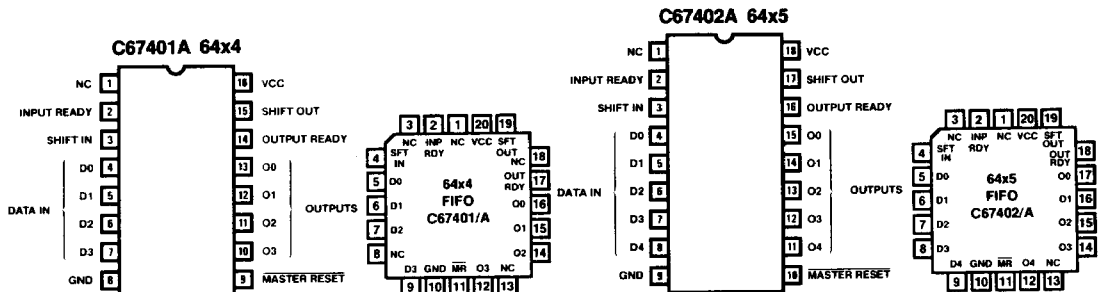 C67401A 64x4
NC 1 16 VCC
INPUT READY 2 15 SHIFT OUT
SHIFT IN 3 14 OUTPUT READY
D0 4 13 O0
D1 5 12 O1
DATA IN OUTPUTS
D2 6 11 O2
D3 7 10 O3
GND 8 9 MASTER RESET
3 2 1 20 19
NC INP RDY NC VCC SFT OUT
4 SFT IN NC 18
5 D0 OUT RDY 17
6 D1 O0 16
7 D2 O1 15
8 NC O2 14
64x4
FIFO
C67401/A
D3 GND MR O3 NC
9 10 11 12 13
C67402A 64x5
NC 1 18 VCC
INPUT READY 2 17 SHIFT OUT
SHIFT IN 3 16 OUTPUT READY
D0 4 15 O0
D1 5 14 O1
DATA IN OUTPUTS
D2 6 13 O2
D3 7 12 O3
D4 8 11 O4
GND 9 10 MASTER RESET
3 2 1 20 19
NC INP RDY NC VCC SFT OUT
4 SFT IN OUT RDY 18
5 D0 O0 17
6 D1 O1 16
7 D2 O2 15
8 D3 O3 14
64x5
FIFO
C67402/A
D4 GND MR O4 NC
9 10 11 12 13